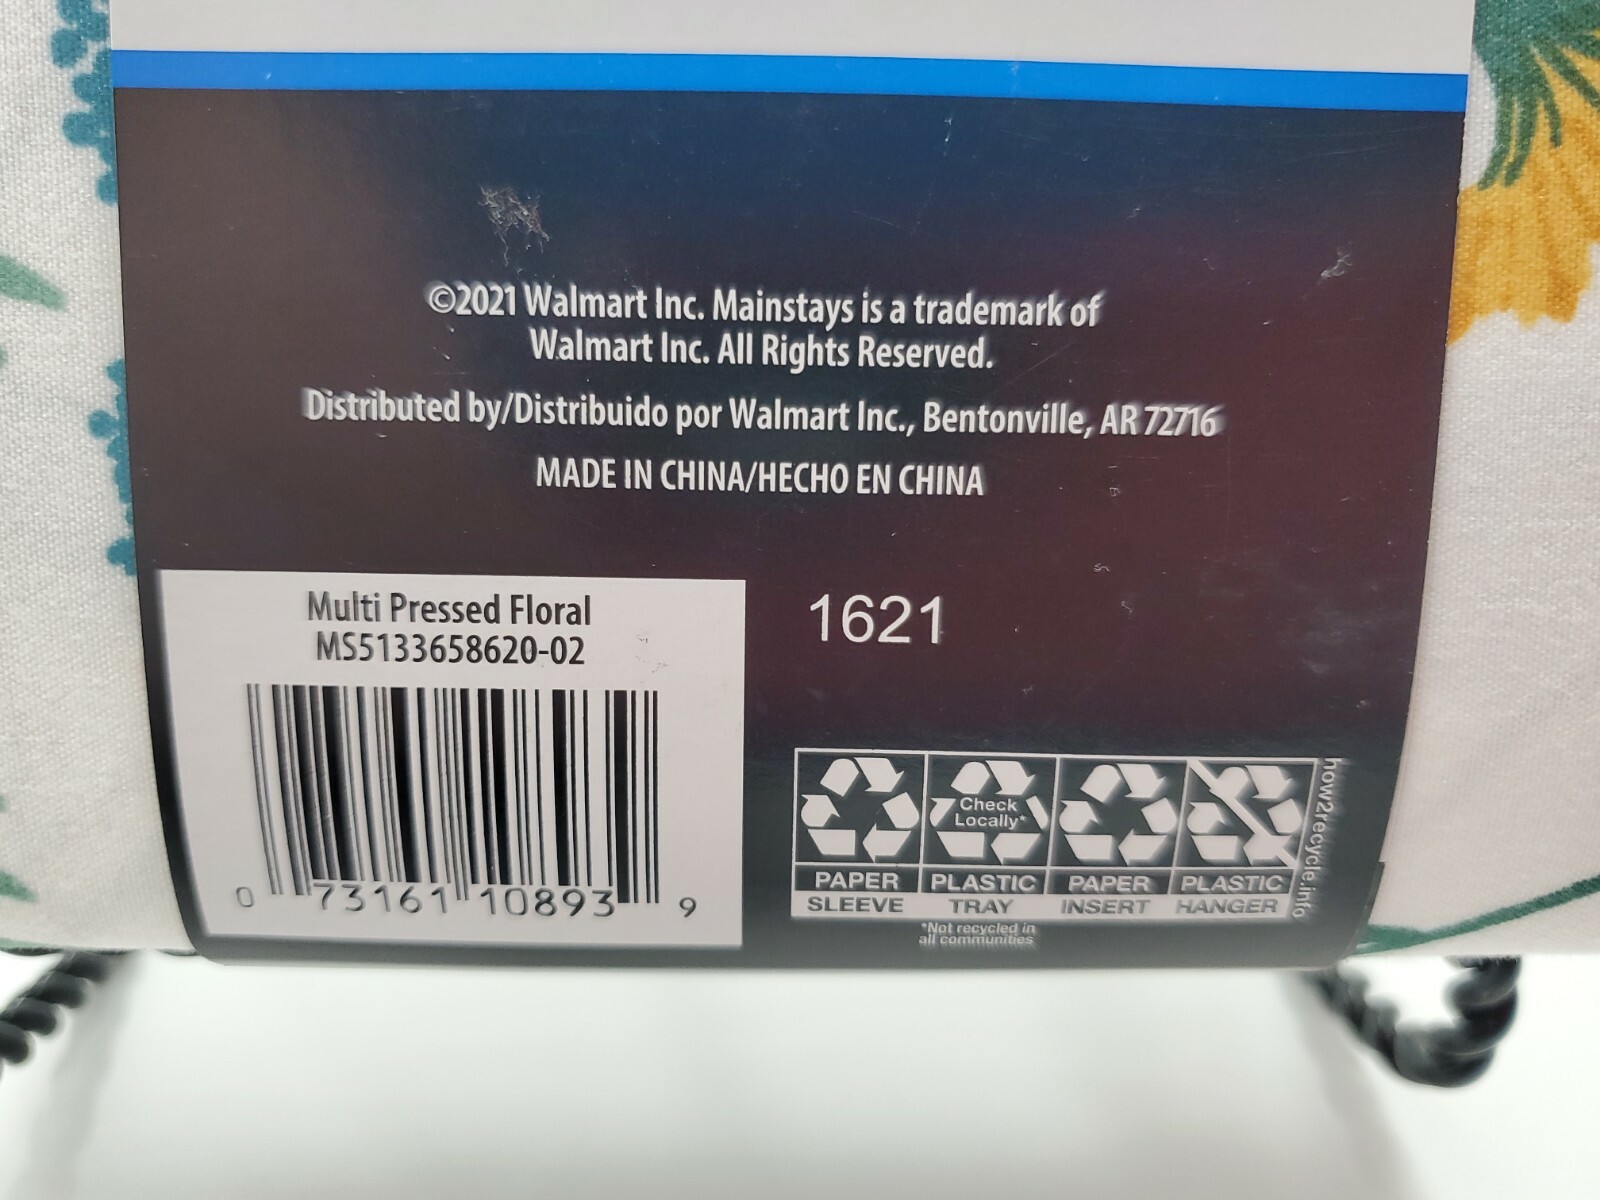 ©2021 Walmart Inc. Mainstays is a trademark of
Walmart Inc. All Rights Reserved.
Distributed by/Distribuido por Walmart Inc., Bentonville, AR 72716
MADE IN CHINA/HECHO EN CHINA
Multi Pressed Floral
MS5133658620-02
0 73161 10893 9
1621
Check
Locally*
PAPER
SLEEVE
PLASTIC
TRAY
PAPER
INSERT
PLASTIC
HANGER
*Not recycled in
all communities
how2recycle.info